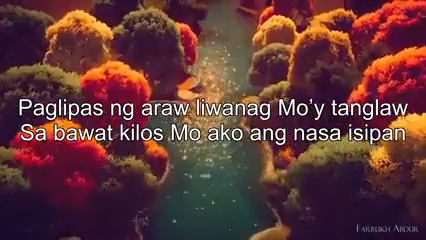 Paglipas ng araw liwanag Mo’y tanglaw
Sa bawat kilos Mo ako ang nasa isipan
Farrukh Abdur